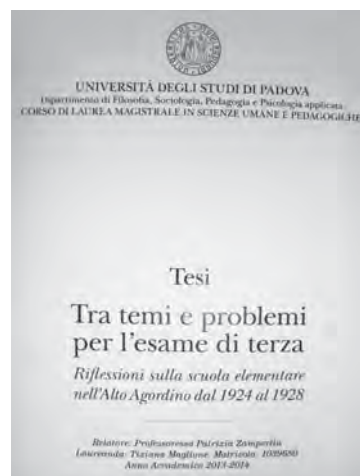 UNIVERSITÀ DEGLI STUDI DI PADOVA
Dipartimento di Filosofia, Sociologia, Pedagogia e Psicologia applicata
CORSO DI LAUREA MAGISTRALE IN SCIENZE UMANE E PEDAGOGICHE
Tesi
Tra temi e problemi
per l'esame di terza
Riflessioni sulla scuola elementare
nell'Alto Agordino dal 1924 al 1928
Relatore: Professoressa Patrizia Zamperlin
Laureanda: Tiziana Maglione. Matricola: 1039680
Anno Accademico 2013-2014